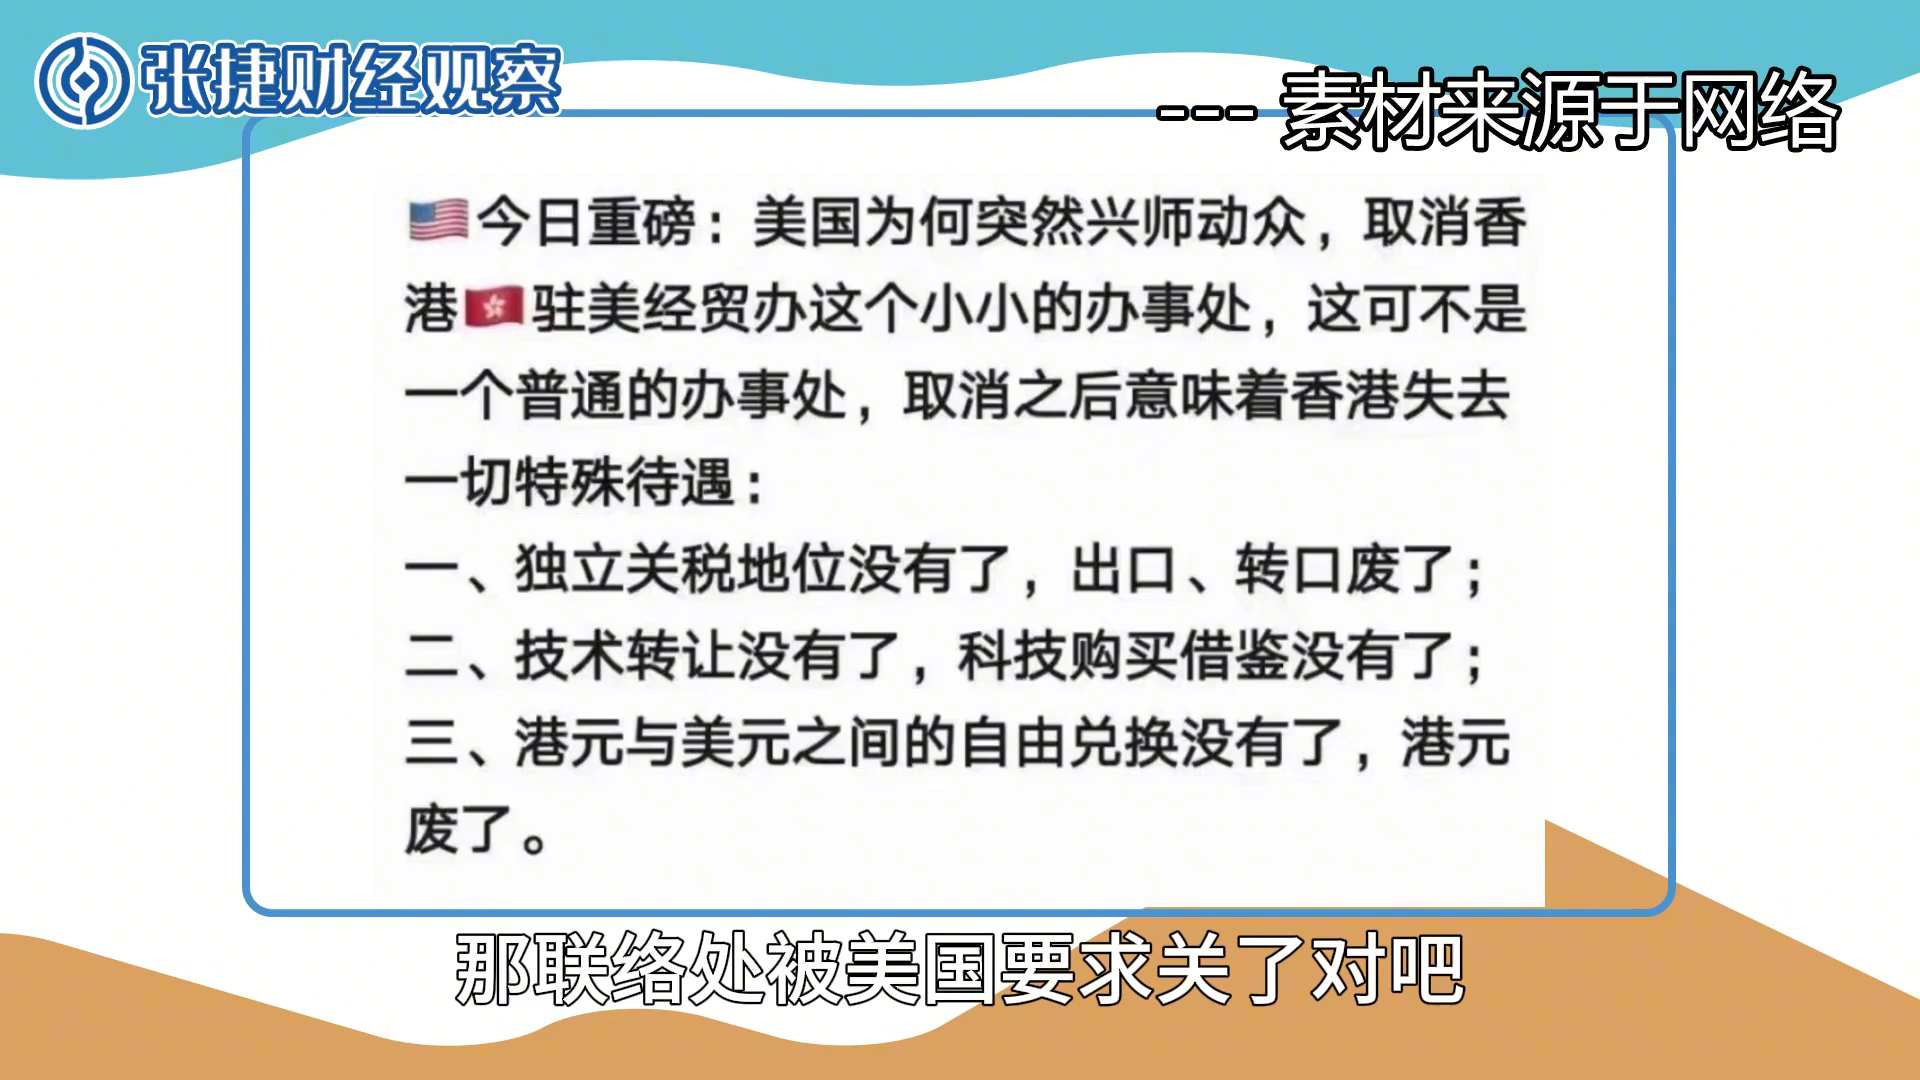 张捷财经观察
--- 素材来源于网络
🇺🇸今日重磅：美国为何突然兴师动众，取消香
港🇭🇰驻美经贸办这个小小的办事处，这可不是
一个普通的办事处，取消之后意味着香港失去
一切特殊待遇：
一、独立关税地位没有了，出口、转口废了；
二、技术转让没有了，科技购买借鉴没有了；
三、港元与美元之间的自由兑换没有了，港元
废了。
那联络处被美国要求关了对吧